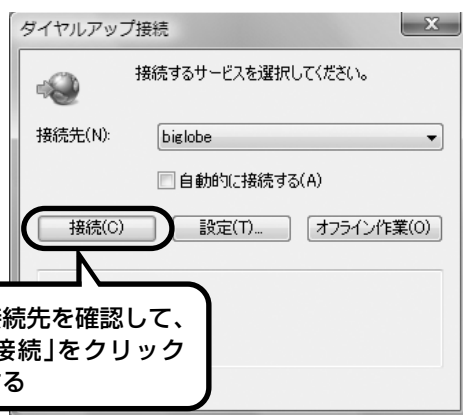 ダイヤルアップ接続
接続するサービスを選択してください。
接続先(N):
biglobe
自動的に接続する(A)
接続(C)
設定(T)...
オフライン作業(O)
続先を確認して、
接続」をクリック
る